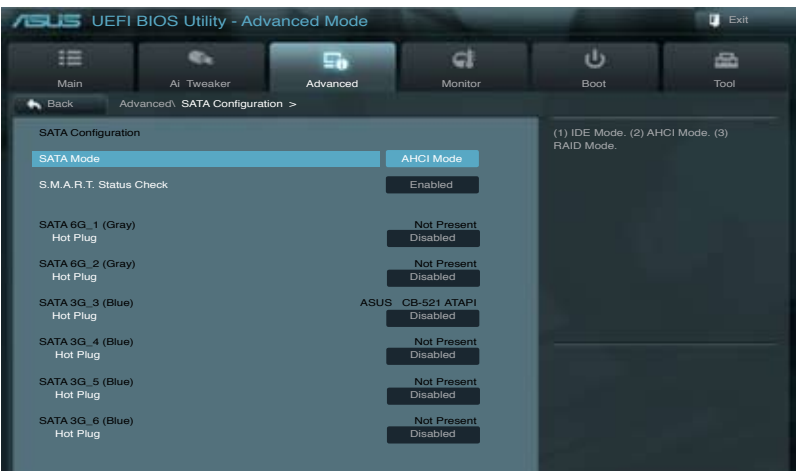 ASUS UEFI BIOS Utility - Advanced Mode
Exit
Main
Ai Tweaker
Advanced
Monitor
Boot
Tool
Back
Advanced\ SATA Configuration >
SATA Configuration
SATA Mode AHCI Mode
S.M.A.R.T. Status Check Enabled
SATA 6G_1 (Gray) Not Present
Hot Plug Disabled
SATA 6G_2 (Gray) Not Present
Hot Plug Disabled
SATA 3G_3 (Blue) ASUS CB-521 ATAPI
Hot Plug Disabled
SATA 3G_4 (Blue) Not Present
Hot Plug Disabled
SATA 3G_5 (Blue) Not Present
Hot Plug Disabled
SATA 3G_6 (Blue) Not Present
Hot Plug Disabled
(1) IDE Mode. (2) AHCI Mode. (3)
RAID Mode.